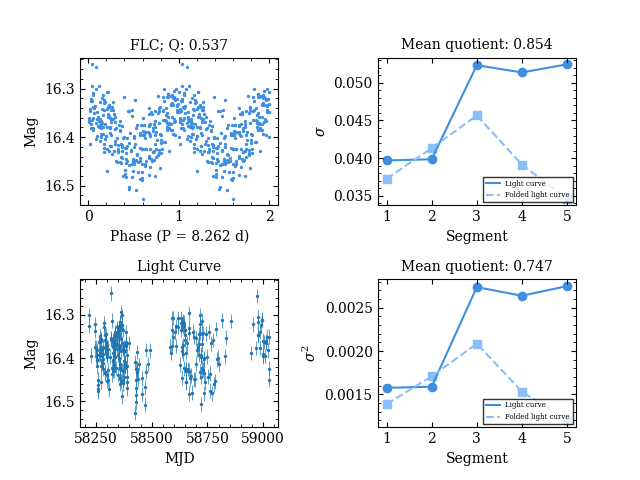 FLC; Q: 0.537
Mag
16.3
16.4
16.5
0
1
2
Phase (P = 8.262 d)
Mean quotient: 0.854
σ
0.050
0.045
0.040
0.035
Light curve
Folded light curve
1
2
3
4
5
Segment
Light Curve
Mag
16.3
16.4
16.5
58250
58500
58750
59000
MJD
Mean quotient: 0.747
σ²
0.0025
0.0020
0.0015
Light curve
Folded light curve
1
2
3
4
5
Segment